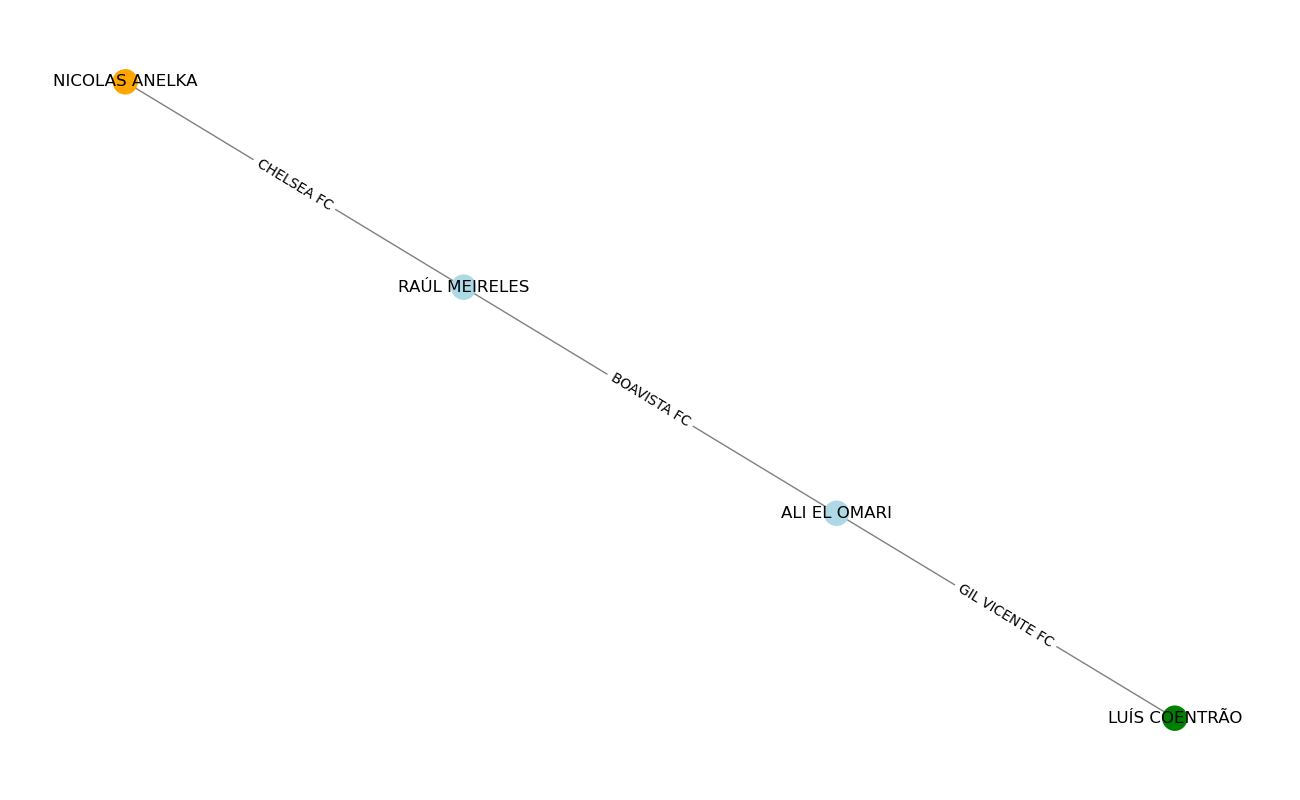 NICOLAS ANELKA
CHELSEA FC
RAÚL MEIRELES
BOAVISTA FC
ALI EL OMARI
GIL VICENTE FC
LUÍS COENTRÃO